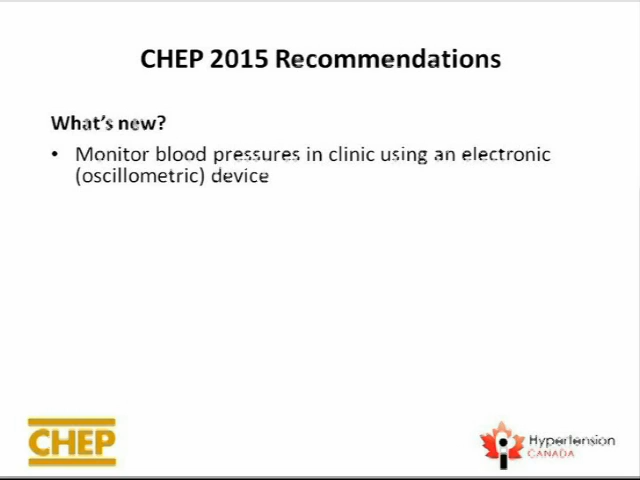 CHEP 2015 Recommendations
What's new?
• Monitor blood pressures in clinic using an electronic
(oscillometric) device
CHEP
Hypertension
CANADA